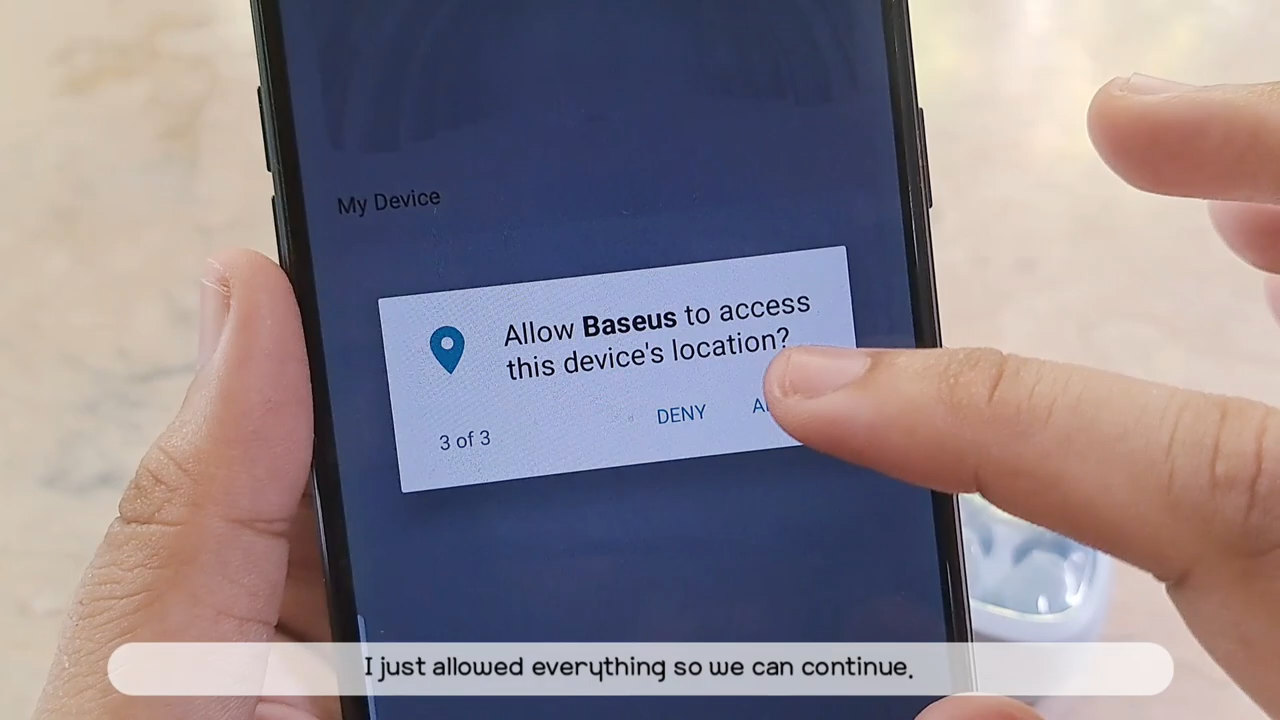 My Device
Allow Baseus to access
this device's location?
DENY
3 of 3
I just allowed everything so we can continue.